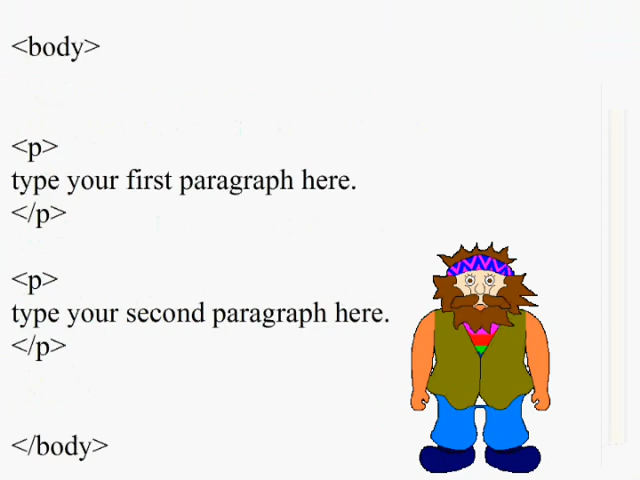 <body>
<p>
type your first paragraph here.
</p>
<p>
type your second paragraph here.
</p>
</body>